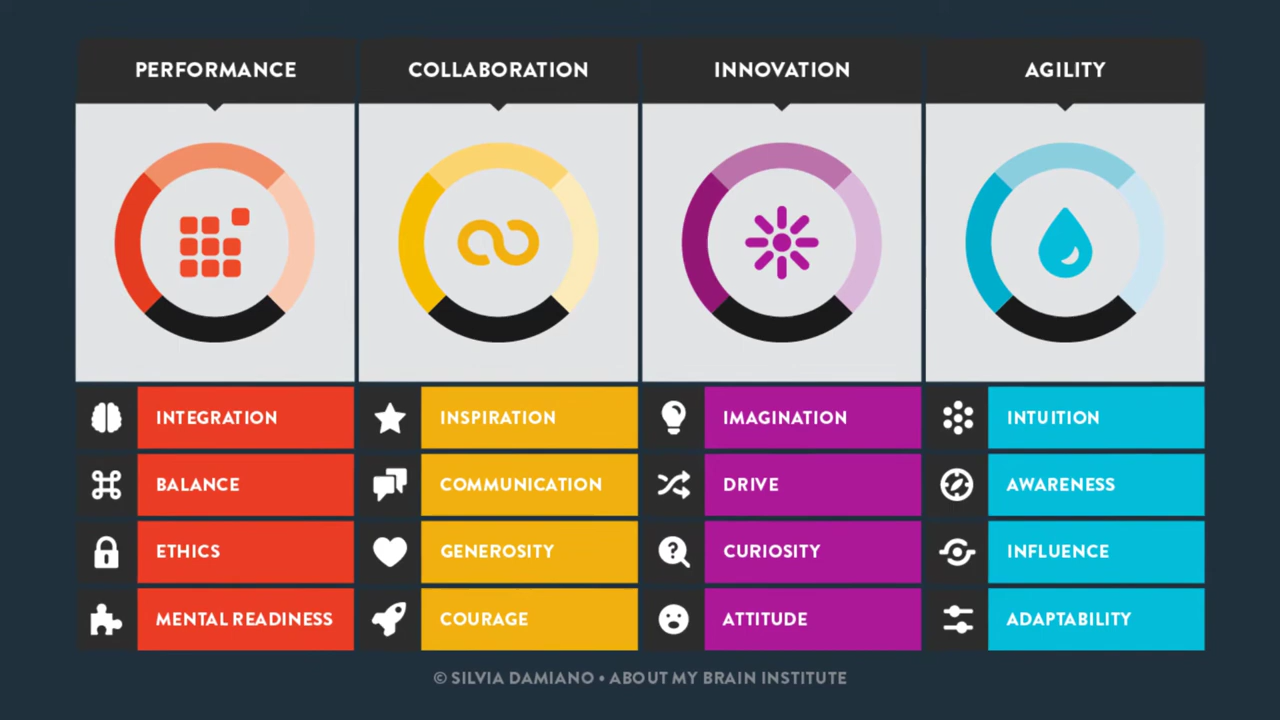 PERFORMANCE
COLLABORATION
INNOVATION
AGILITY
INTEGRATION
BALANCE
ETHICS
MENTAL READINESS
INSPIRATION
COMMUNICATION
GENEROSITY
COURAGE
IMAGINATION
DRIVE
CURIOSITY
ATTITUDE
INTUITION
AWARENESS
INFLUENCE
ADAPTABILITY
© SILVIA DAMIANO • ABOUT MY BRAIN INSTITUTE